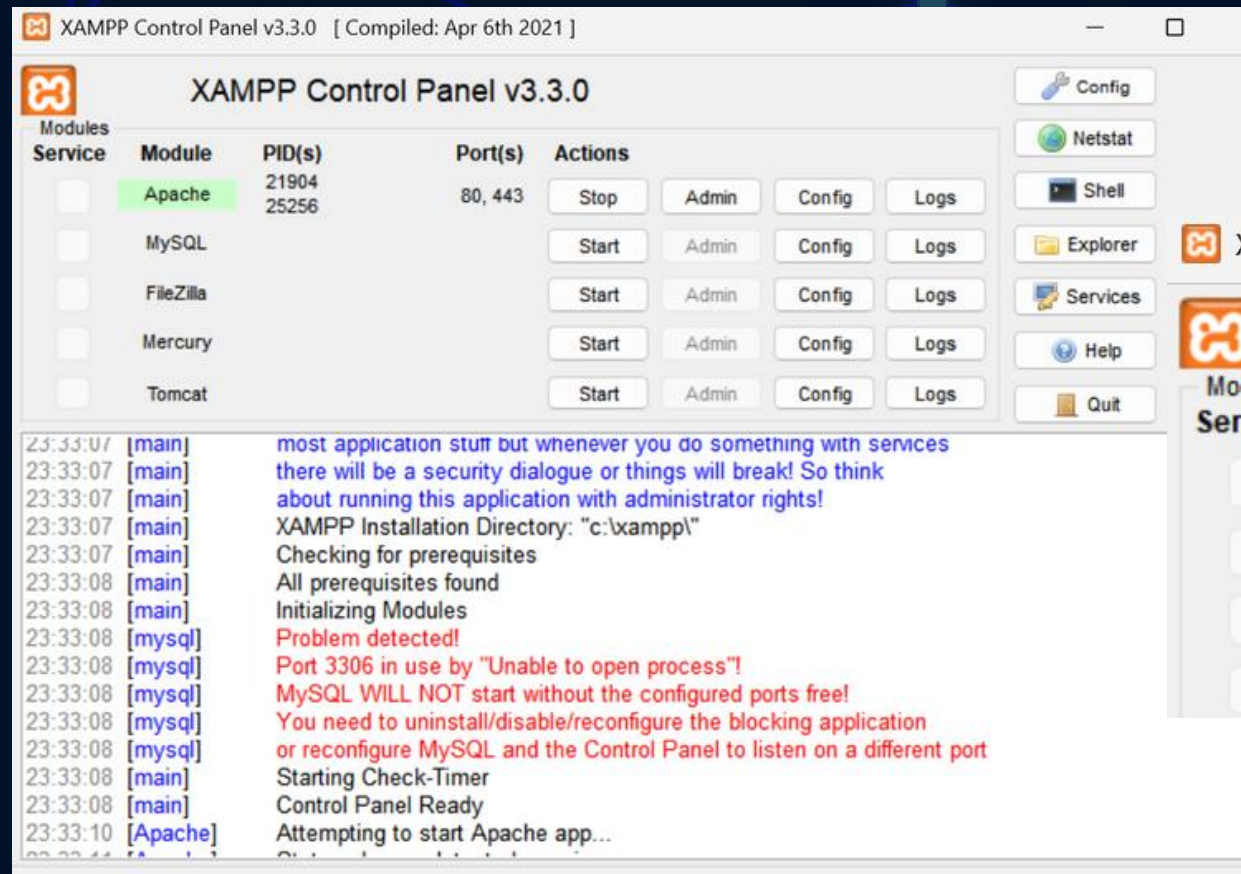 XAMPP Control Panel v3.3.0 [ Compiled: Apr 6th 2021 ]
XAMPP Control Panel v3.3.0
Config
Modules
Service Module PID(s) Port(s) Actions
Netstat
Apache 21904 25256 80, 443 Stop Admin Config Logs
Shell
MySQL Start Admin Config Logs
Explorer
FileZilla Start Admin Config Logs
Services
Mercury Start Admin Config Logs
Help
Tomcat Start Admin Config Logs
Quit
23:33:07 [main] most application stuff but whenever you do something with services
23:33:07 [main] there will be a security dialogue or things will break! So think
23:33:07 [main] about running this application with administrator rights!
23:33:07 [main] XAMPP Installation Directory: "c:\xampp\"
23:33:07 [main] Checking for prerequisites
23:33:08 [main] All prerequisites found
23:33:08 [main] Initializing Modules
23:33:08 [mysql] Problem detected!
23:33:08 [mysql] Port 3306 in use by "Unable to open process"!
23:33:08 [mysql] MySQL WILL NOT start without the configured ports free!
23:33:08 [mysql] You need to uninstall/disable/reconfigure the blocking application
23:33:08 [mysql] or reconfigure MySQL and the Control Panel to listen on a different port
23:33:08 [main] Starting Check-Timer
23:33:08 [main] Control Panel Ready
23:33:10 [Apache] Attempting to start Apache app...
X
Mo
Ser